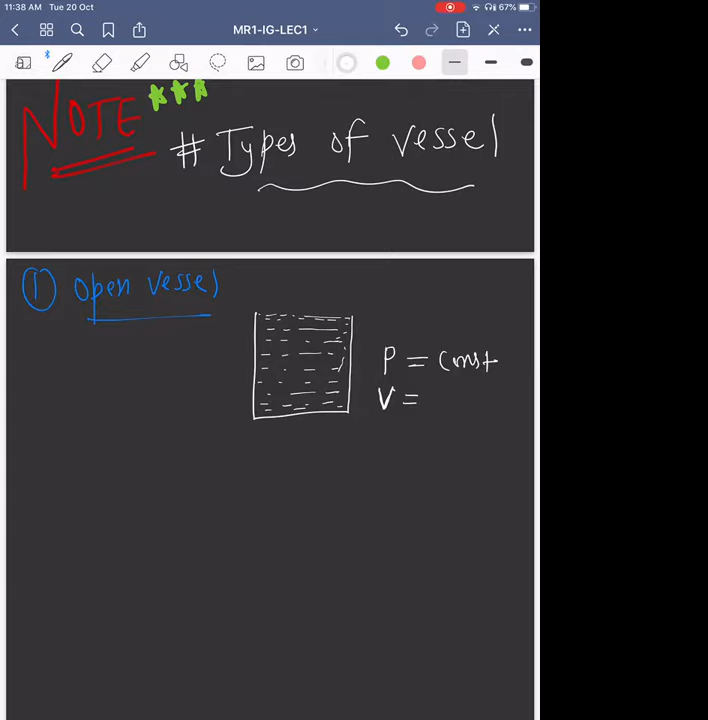 11:38 AM Tue 20 Oct 67%
MR1-IG-LEC1
NOTE
# Types of vessel
1 open vessel
P = const
V =